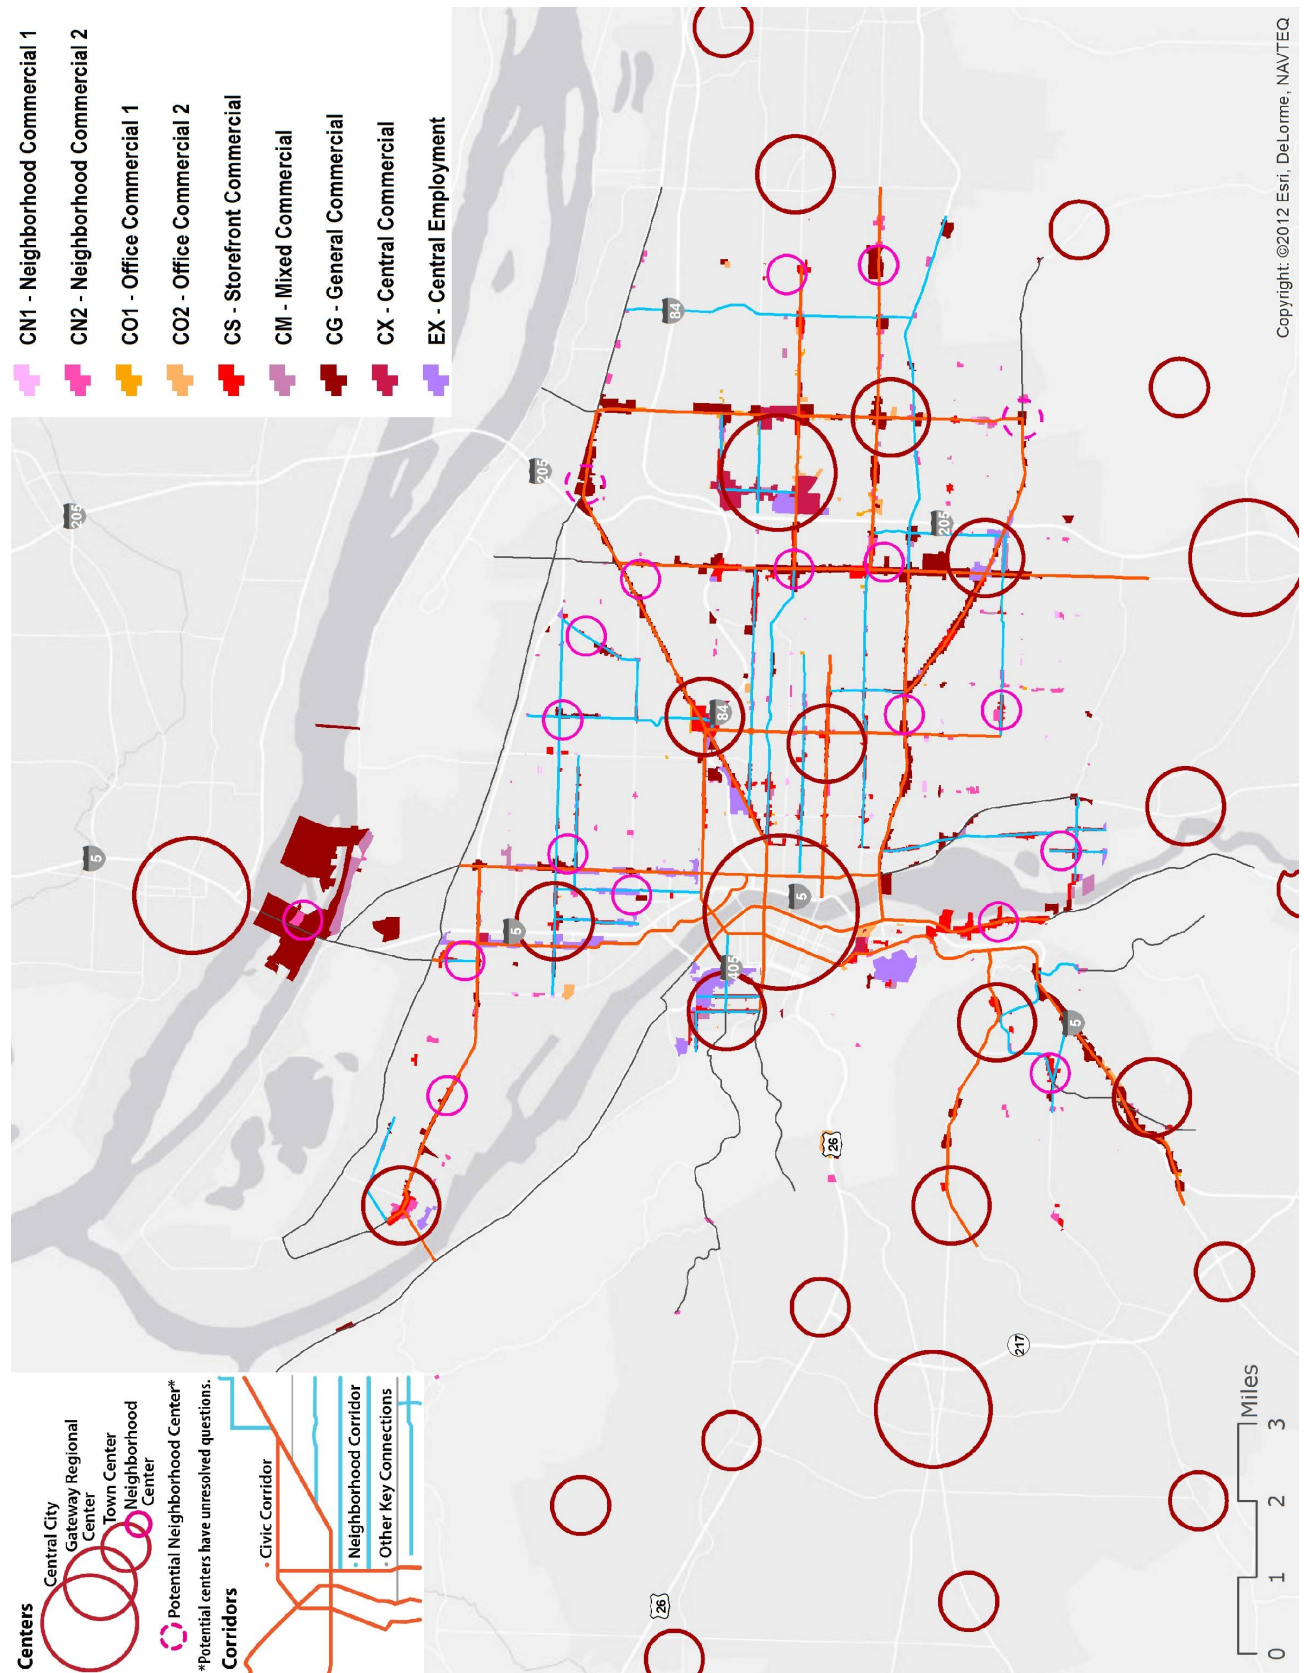 Centers
Central City
Gateway Regional
Center
Town Center
Neighborhood
Center
Potential Neighborhood Center*
*Potential centers have unresolved questions.
Corridors
Civic Corridor
Neighborhood Corridor
Other Key Connections
CN1 - Neighborhood Commercial 1
CN2 - Neighborhood Commercial 2
CO1 - Office Commercial 1
CO2 - Office Commercial 2
CS - Storefront Commercial
CM - Mixed Commercial
CG - General Commercial
CX - Central Commercial
EX - Central Employment
5
205
205
84
5
84
205
405
5
26
5
26
217
0 1 2 3
Miles
Copyright: ©2012 Esri, DeLorme, NAVTEQ